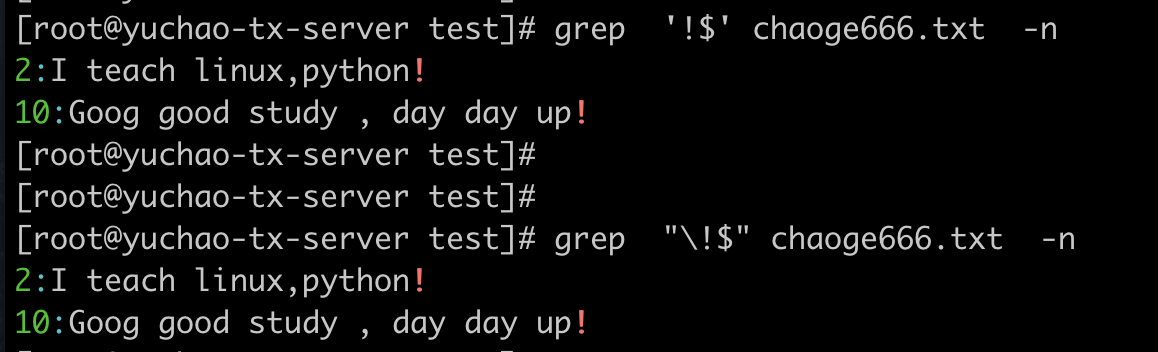 [root@yuchao-tx-server test]# grep  '!$' chaoge666.txt  -n
2:I teach linux,python!
10:Goog good study , day day up!
[root@yuchao-tx-server test]#
[root@yuchao-tx-server test]#
[root@yuchao-tx-server test]# grep  "\!$" chaoge666.txt  -n
2:I teach linux,python!
10:Goog good study , day day up!